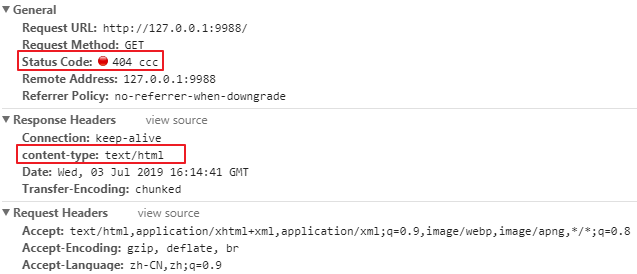 General
Request URL: http://127.0.0.1:9988/
Request Method: GET
Status Code: 404 ccc
Remote Address: 127.0.0.1:9988
Referrer Policy: no-referrer-when-downgrade
Response Headers view source
Connection: keep-alive
content-type: text/html
Date: Wed, 03 Jul 2019 16:14:41 GMT
Transfer-Encoding: chunked
Request Headers view source
Accept: text/html,application/xhtml+xml,application/xml;q=0.9,image/webp,image/apng,*/*;q=0.8
Accept-Encoding: gzip, deflate, br
Accept-Language: zh-CN,zh;q=0.9